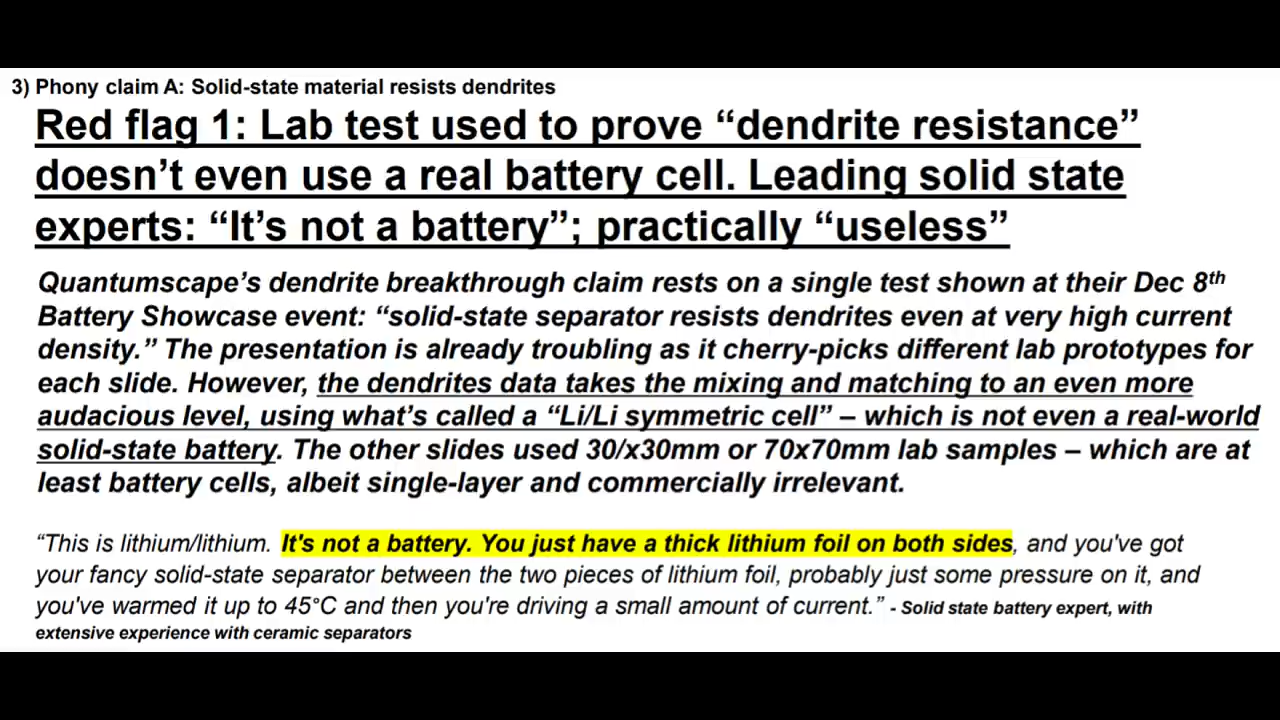 3) Phony claim A: Solid-state material resists dendrites
Red flag 1: Lab test used to prove “dendrite resistance”
doesn’t even use a real battery cell. Leading solid state
experts: “It’s not a battery”; practically “useless”
Quantumscape’s dendrite breakthrough claim rests on a single test shown at their Dec 8th
Battery Showcase event: “solid-state separator resists dendrites even at very high current
density.” The presentation is already troubling as it cherry-picks different lab prototypes for
each slide. However, the dendrites data takes the mixing and matching to an even more
audacious level, using what’s called a “Li/Li symmetric cell” – which is not even a real-world
solid-state battery. The other slides used 30/x30mm or 70x70mm lab samples – which are at
least battery cells, albeit single-layer and commercially irrelevant.
“This is lithium/lithium. It's not a battery. You just have a thick lithium foil on both sides, and you've got
your fancy solid-state separator between the two pieces of lithium foil, probably just some pressure on it, and
you've warmed it up to 45°C and then you're driving a small amount of current.” - Solid state battery expert, with
extensive experience with ceramic separators